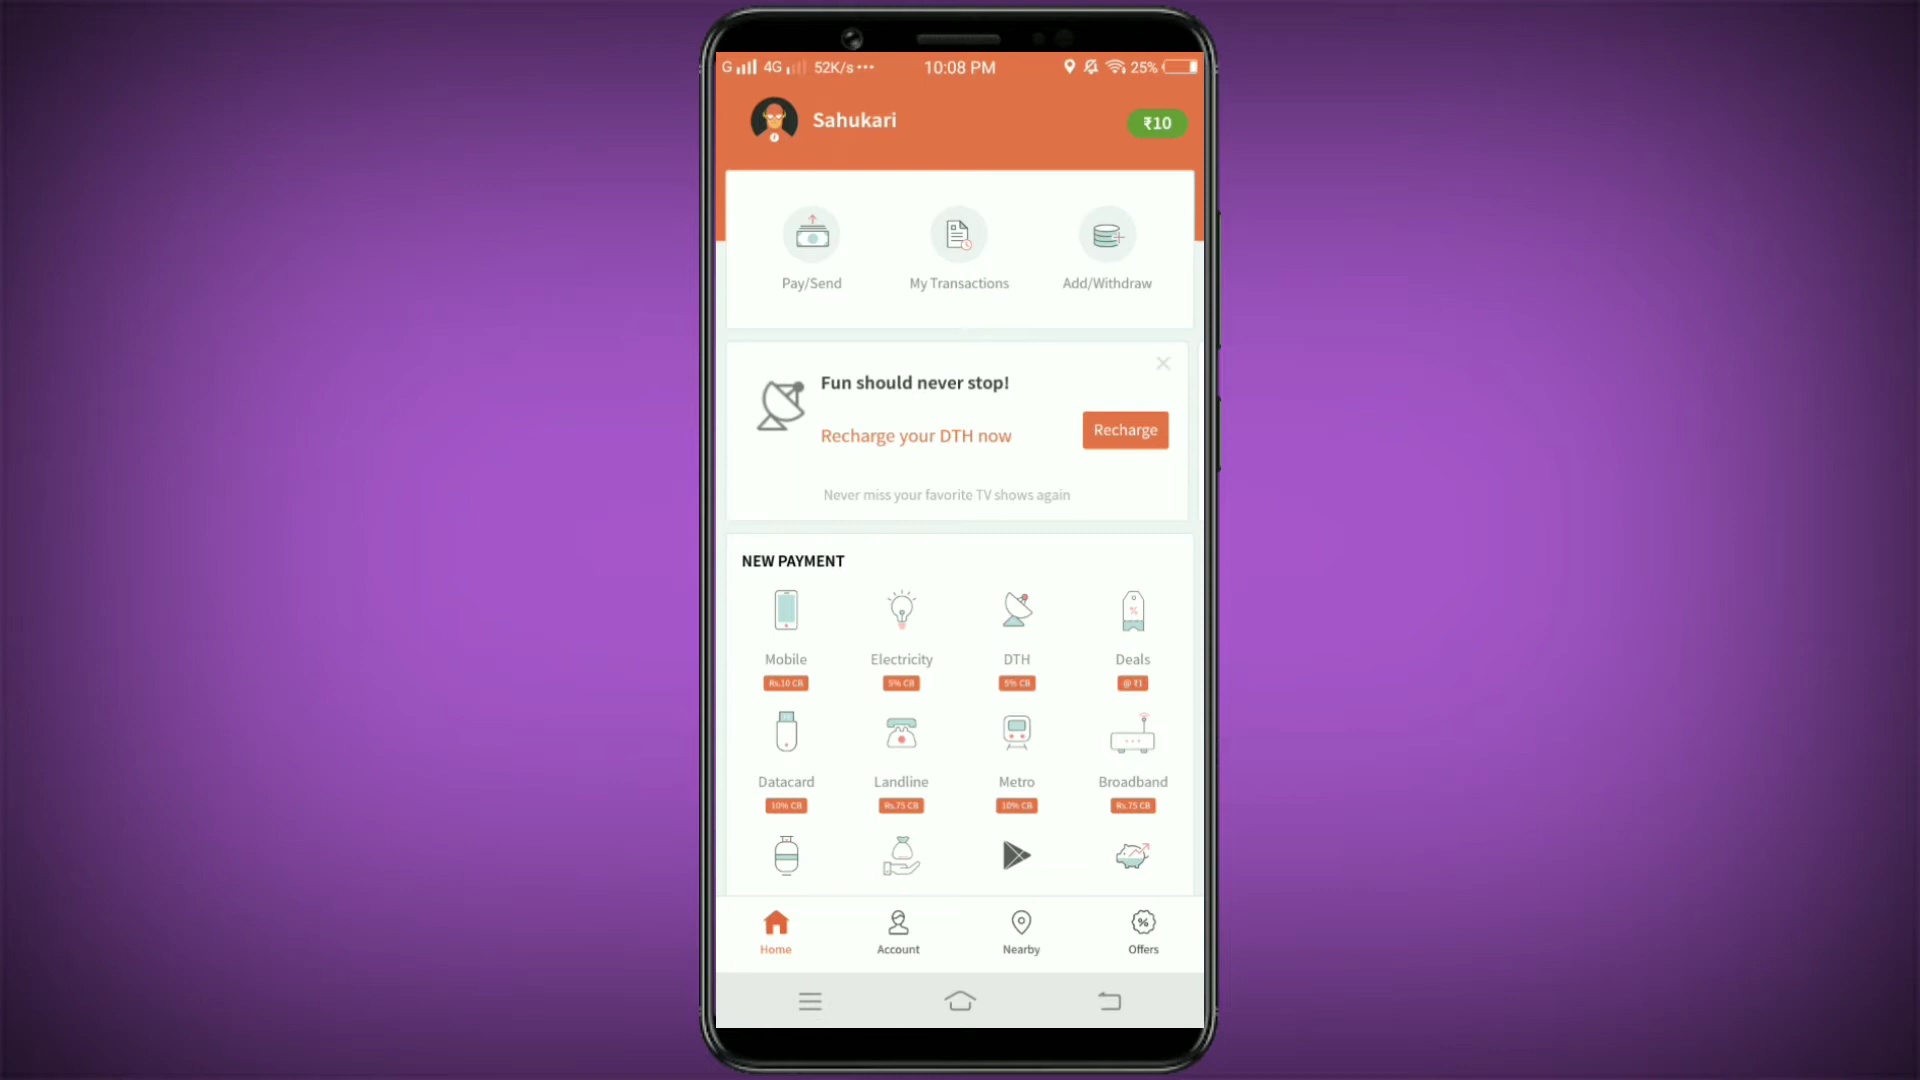 G 4G 52K/s ··· 10:08 PM 25%
Sahukari ₹10
Pay/Send My Transactions Add/Withdraw
Fun should never stop!
Recharge your DTH now Recharge
Never miss your favorite TV shows again
NEW PAYMENT
Mobile Electricity DTH Deals
Rs.10 CB 5% CB 5% CB @ ₹1
Datacard Landline Metro Broadband
10% CB Rs.75 CB 10% CB Rs.75 CB
Home Account Nearby Offers